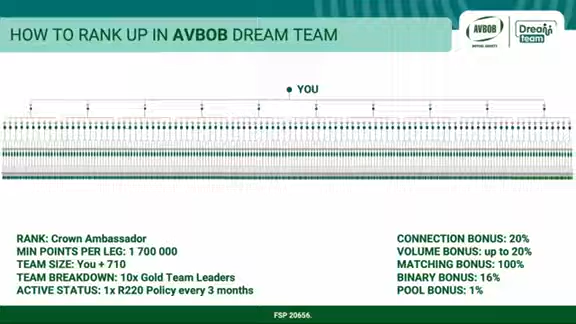 HOW TO RANK UP IN AVBOB DREAM TEAM
AVBOB
MUTUAL SOCIETY
Dream
team
YOU
RANK: Crown Ambassador
MIN POINTS PER LEG: 1 700 000
TEAM SIZE: You + 710
TEAM BREAKDOWN: 10x Gold Team Leaders
ACTIVE STATUS: 1x R220 Policy every 3 months
CONNECTION BONUS: 20%
VOLUME BONUS: up to 20%
MATCHING BONUS: 100%
BINARY BONUS: 16%
POOL BONUS: 1%
FSP 20656.